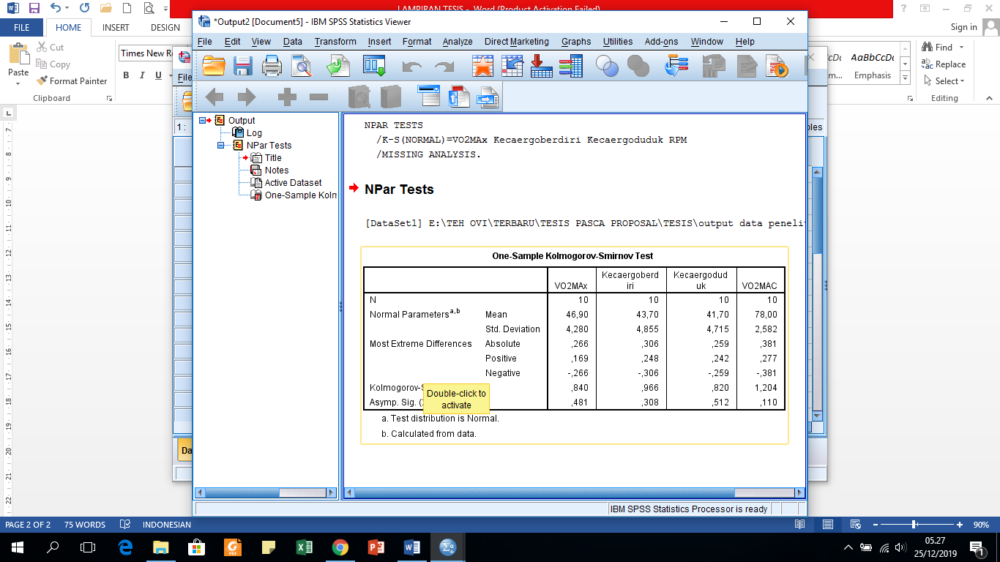 LAMPIRAN TESIS - Word (Product Activation Failed)
FILE HOME INSERT DESIGN
Sign in
Paste
Cut
Copy
Format Painter
Clipboard
Times New R
B I U
AaBbCcDc
Emphasis
Find
Replace
Select
Editing
*Output2 [Document5] - IBM SPSS Statistics Viewer
File Edit View Data Transform Insert Format Analyze Direct Marketing Graphs Utilities Add-ons Window Help
File
1 :
Output
Log
NPar Tests
Title
Notes
Active Dataset
One-Sample Kolm
NPAR TESTS
/K-S(NORMAL)=VO2MAx Kecaergoberdiri Kecaergoduduk RPM
/MISSING ANALYSIS.
NPar Tests
[DataSet1] E:\TEH OVI\TERBARU\TESIS PASCA PROPOSAL\TESIS\output data peneli
One-Sample Kolmogorov-Smirnov Test
VO2MAx Kecaergoberd iri Kecaergodud uk VO2MAC
N 10 10 10 10
Normal Parameters a,b Mean 46,90 43,70 41,70 78,00
Std. Deviation 4,280 4,855 4,715 2,582
Most Extreme Differences Absolute ,266 ,306 ,259 ,381
Positive ,169 ,248 ,242 ,277
Negative -,266 -,306 -,259 -,381
Kolmogorov-S ,840 ,966 ,820 1,204
Asymp. Sig. ( ,481 ,308 ,512 ,110
Double-click to
activate
a. Test distribution is Normal.
b. Calculated from data.
Da
IBM SPSS Statistics Processor is ready
PAGE 2 OF 2 75 WORDS INDONESIAN 90%
05.27
25/12/2019